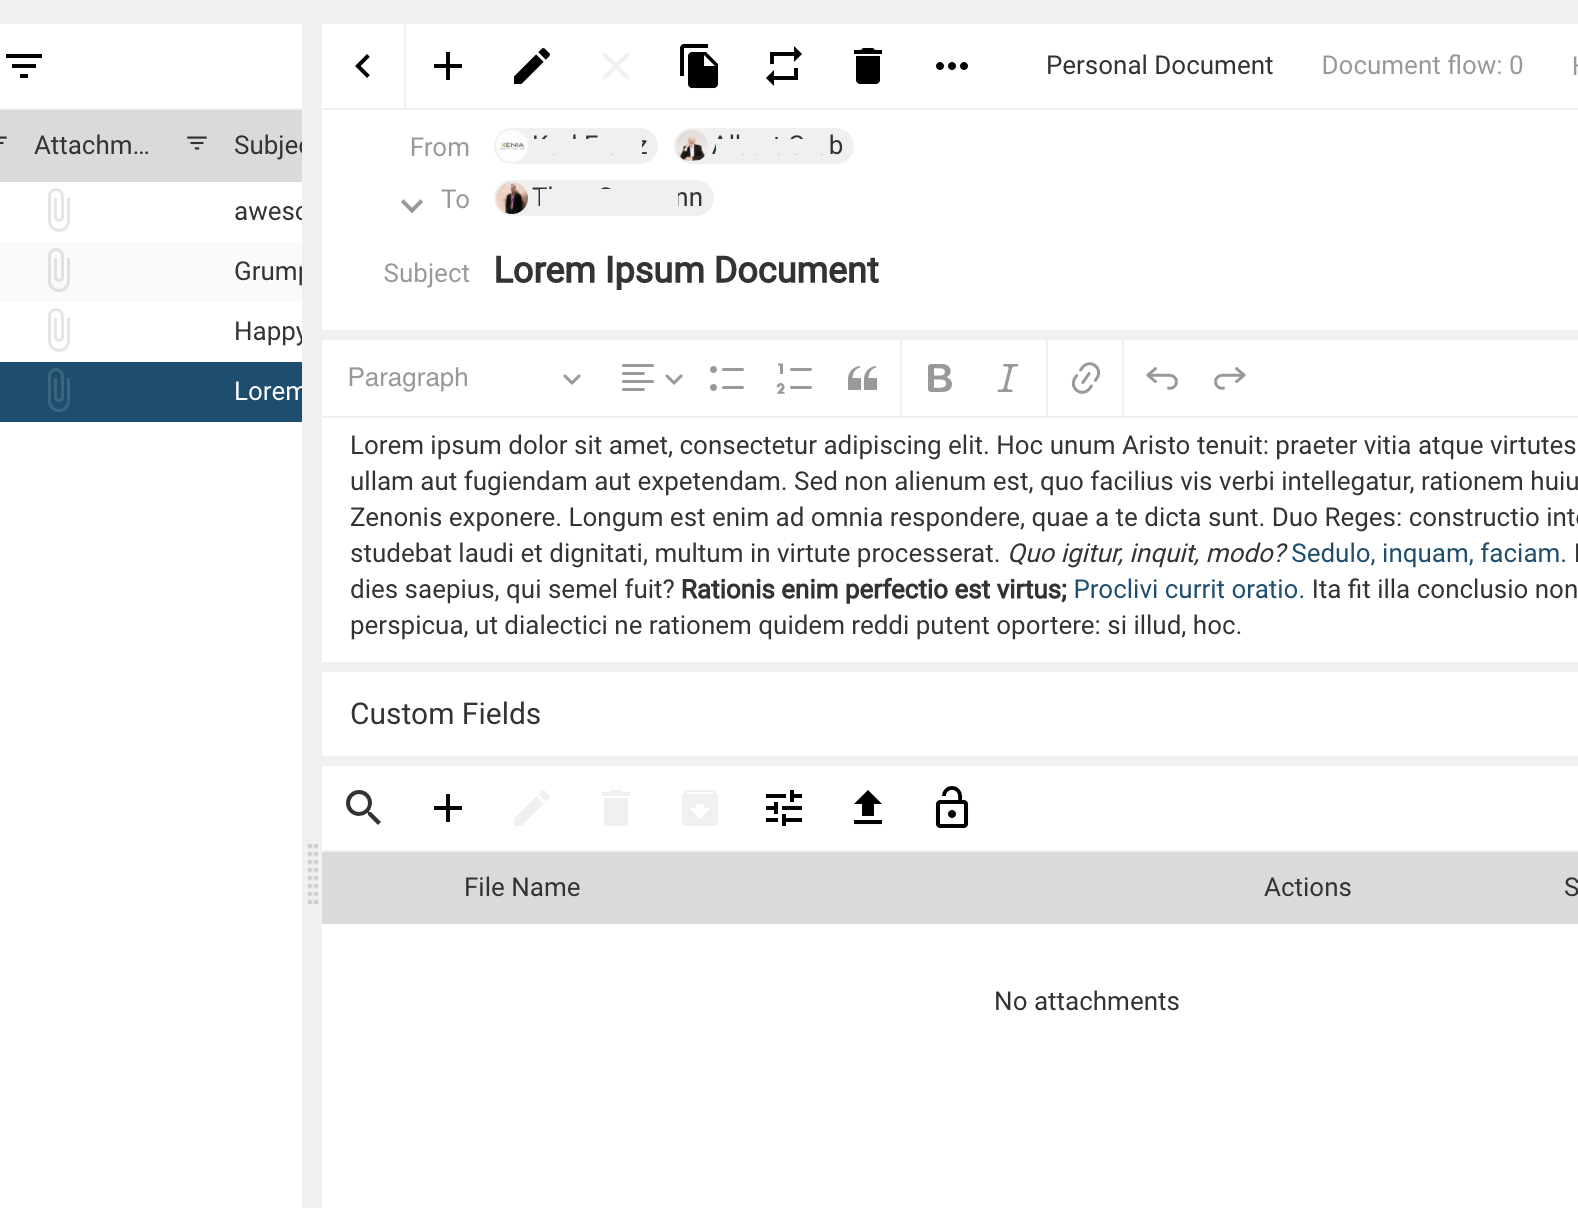 Personal Document Document flow: 0
Attachm... Subjec
From
To
Subject Lorem Ipsum Document
aweso
Grump
Happy
Lorem
Paragraph
B I
Lorem ipsum dolor sit amet, consectetur adipiscing elit. Hoc unum Aristo tenuit: praeter vitia atque virtutes
ullam aut fugiendam aut expetendam. Sed non alienum est, quo facilius vis verbi intellegatur, rationem huiu
Zenonis exponere. Longum est enim ad omnia respondere, quae a te dicta sunt. Duo Reges: constructio inte
studebat laudi et dignitati, multum in virtute processerat. Quo igitur, inquit, modo? Sedulo, inquam, faciam.
dies saepius, qui semel fuit? Rationis enim perfectio est virtus; Proclivi currit oratio. Ita fit illa conclusio non
perspicua, ut dialectici ne rationem quidem reddi putent oportere: si illud, hoc.
Custom Fields
File Name Actions S
No attachments